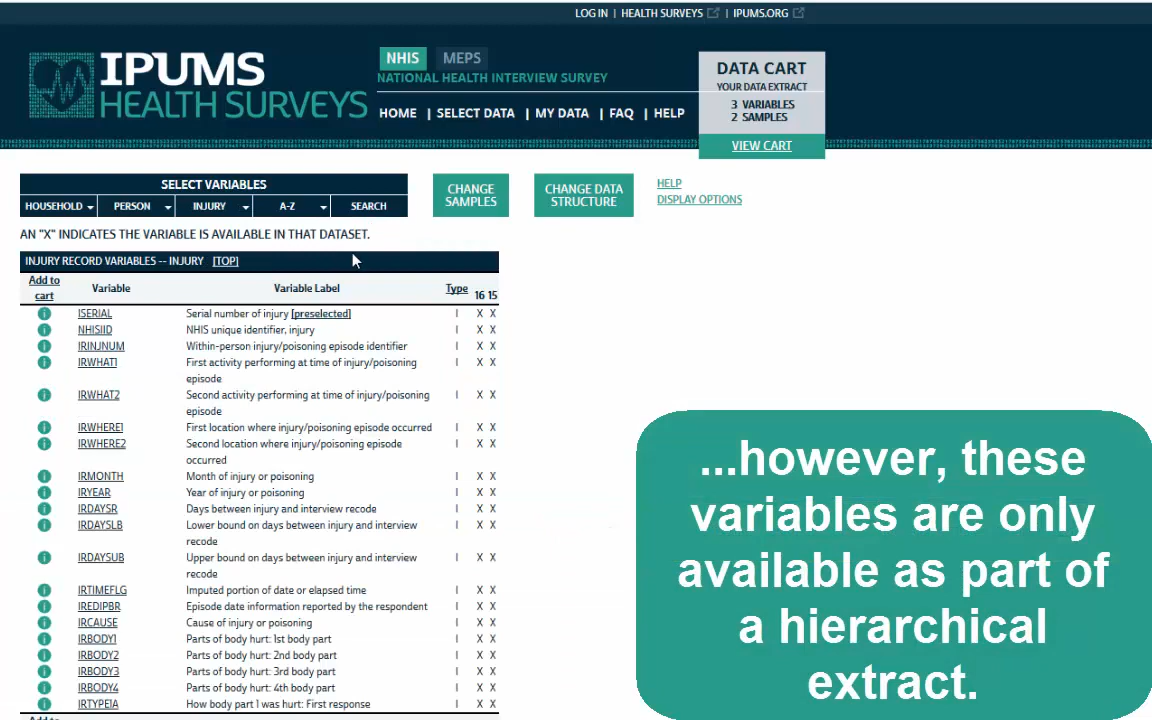 LOG IN | HEALTH SURVEYS | IPUMS.ORG
IPUMS
HEALTH SURVEYS
NHIS MEPS
NATIONAL HEALTH INTERVIEW SURVEY
HOME | SELECT DATA | MY DATA | FAQ | HELP
DATA CART
YOUR DATA EXTRACT
3 VARIABLES
2 SAMPLES
VIEW CART
SELECT VARIABLES
HOUSEHOLD PERSON INJURY A-Z SEARCH
CHANGE SAMPLES
CHANGE DATA STRUCTURE
HELP
DISPLAY OPTIONS
AN "X" INDICATES THE VARIABLE IS AVAILABLE IN THAT DATASET.
INJURY RECORD VARIABLES -- INJURY [TOP]
Add to cart Variable Variable Label Type 16 15
ISERIAL Serial number of injury [preselected] I X X
NHISIID NHIS unique identifier, injury I X X
IRINJNUM Within-person injury/poisoning episode identifier I X X
IRWHAT1 First activity performing at time of injury/poisoning I X X
episode
IRWHAT2 Second activity performing at time of injury/poisoning I X X
episode
IRWHERE1 First location where injury/poisoning episode occurred I X X
IRWHERE2 Second location where injury/poisoning episode I X X
occurred
IRMONTH Month of injury or poisoning I X X
IRYEAR Year of injury or poisoning I X X
IRDAYSR Days between injury and interview recode I X X
IRDAYSLB Lower bound on days between injury and interview I X X
recode
IRDAYSUB Upper bound on days between injury and interview I X X
recode
IRTIMEFLG Imputed portion of date or elapsed time I X X
IREDIPBR Episode date information reported by the respondent I X X
IRCAUSE Cause of injury or poisoning I X X
IRBODY1 Parts of body hurt: 1st body part I X X
IRBODY2 Parts of body hurt: 2nd body part I X X
IRBODY3 Parts of body hurt: 3rd body part I X X
IRBODY4 Parts of body hurt: 4th body part I X X
IRTYPE1A How body part 1 was hurt: First response I X X
Add to
...however, these
variables are only
available as part of
a hierarchical
extract.